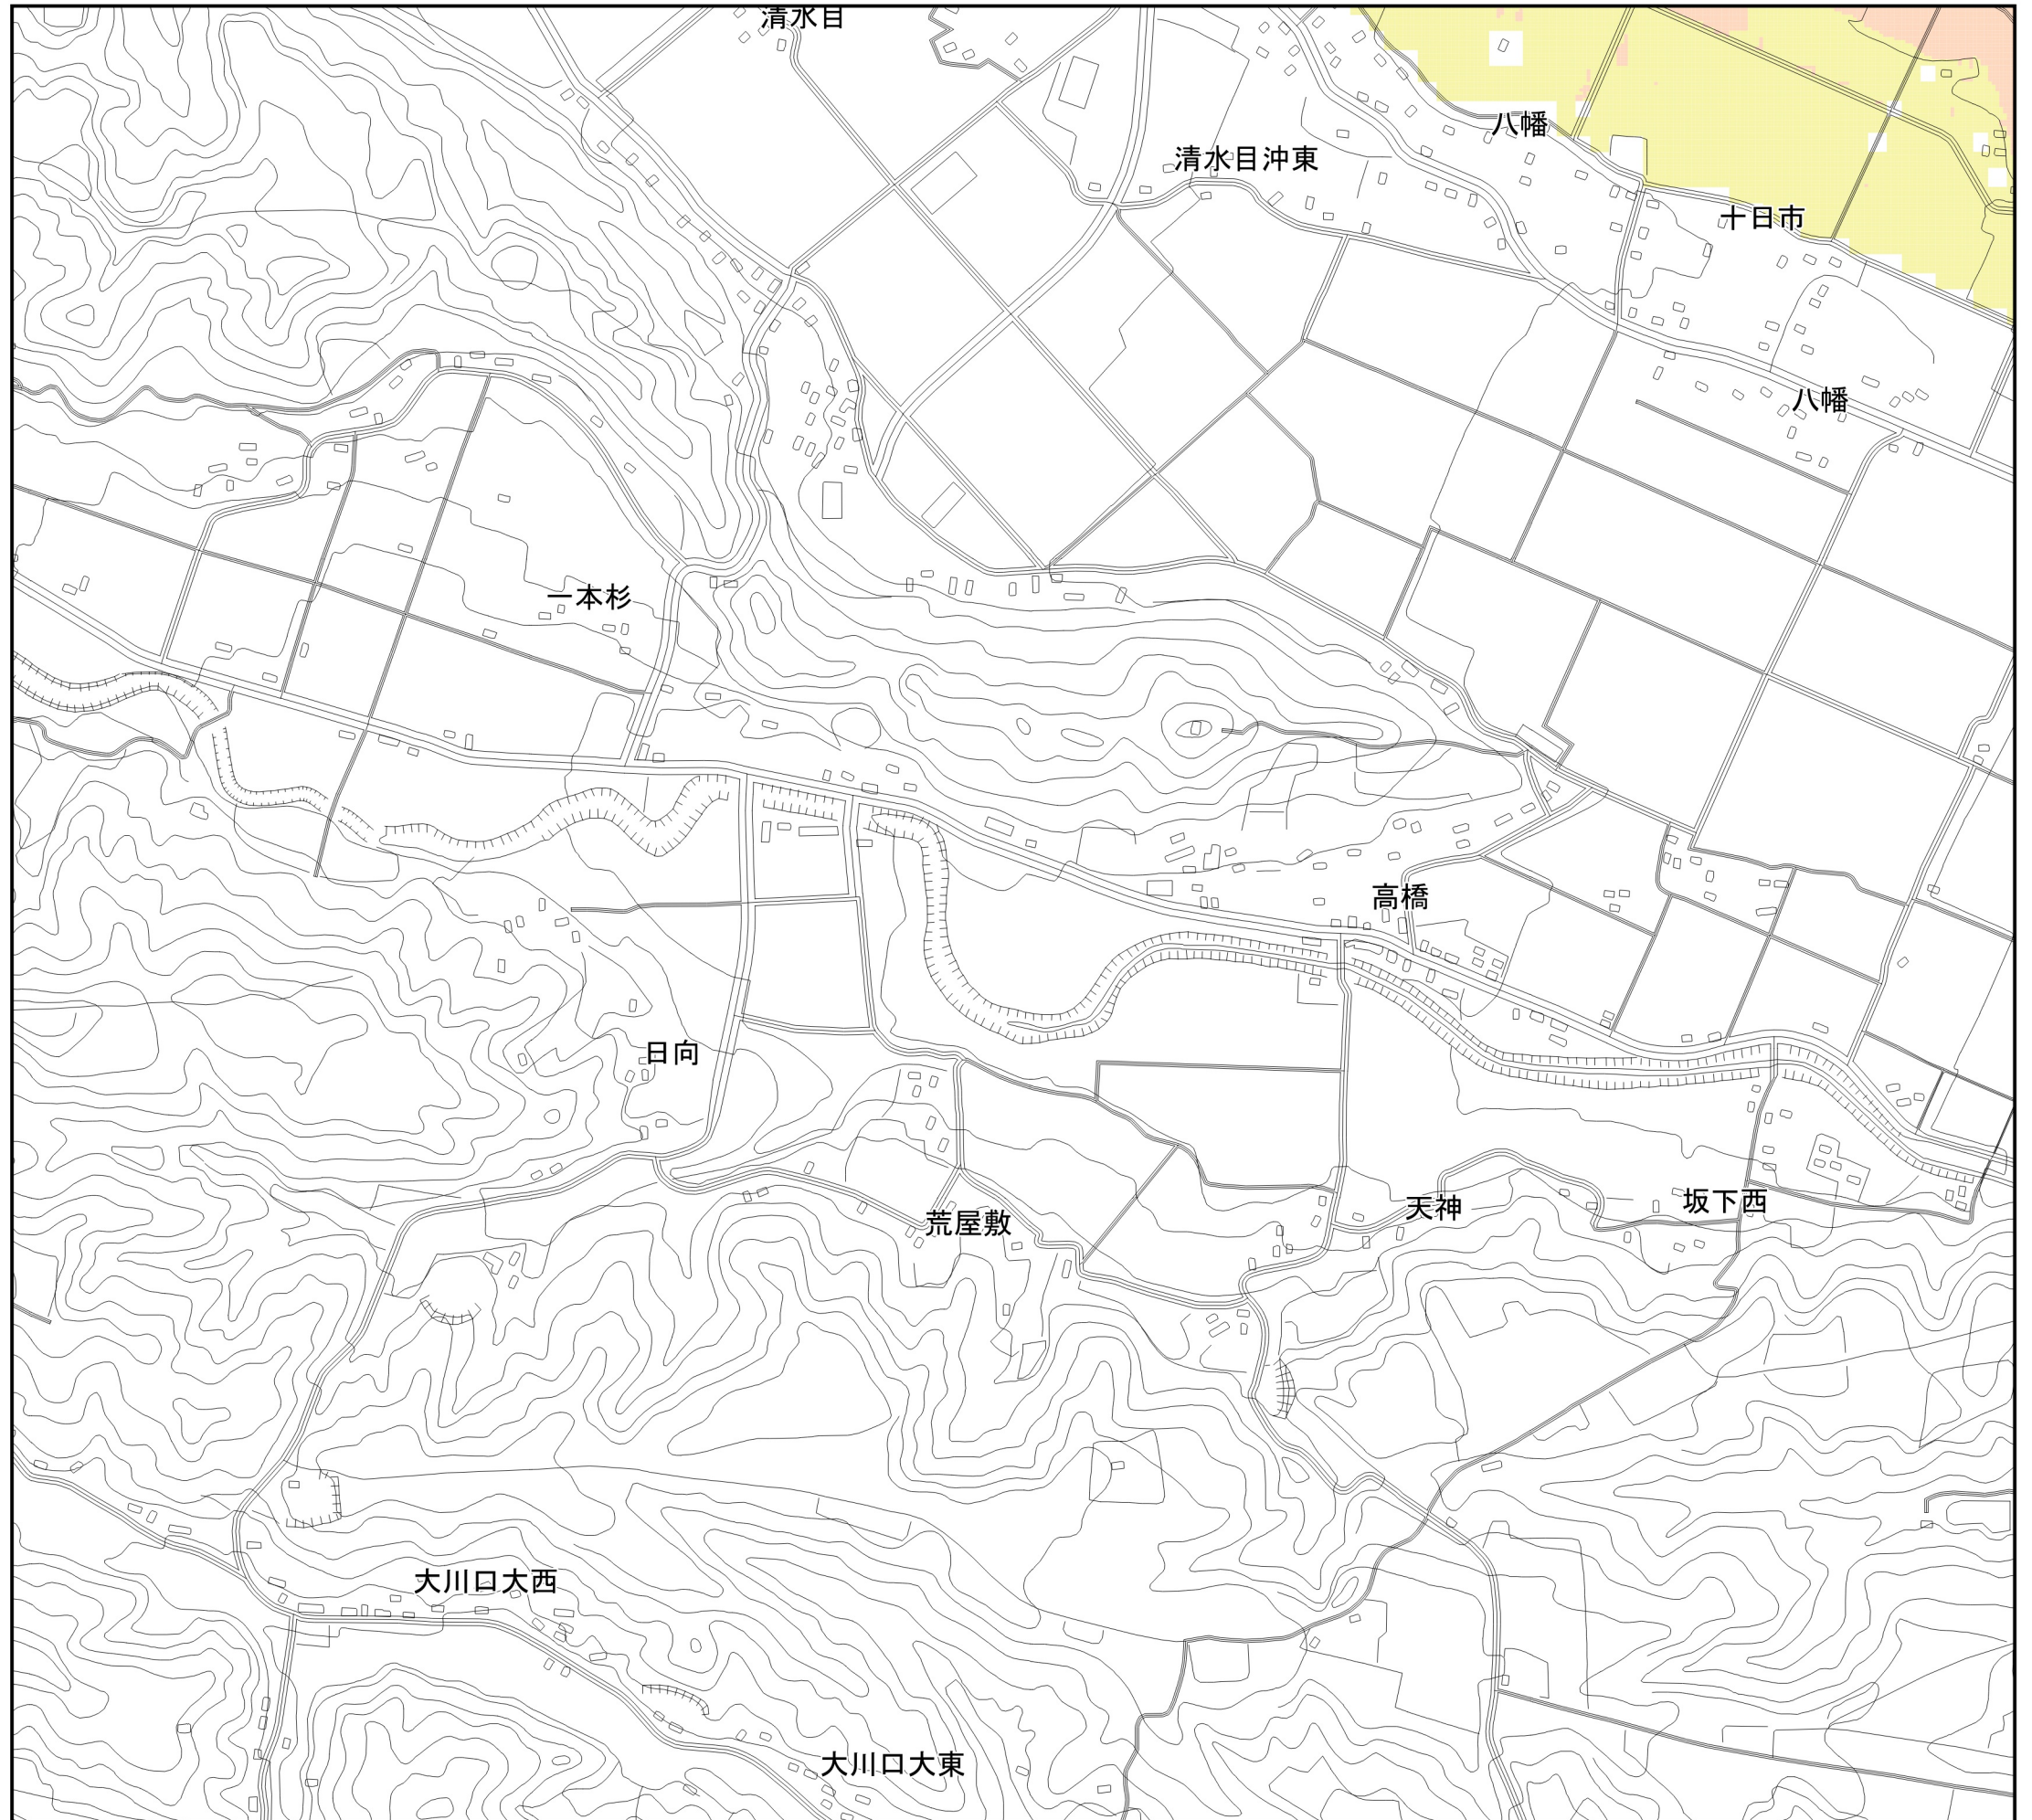 清水目
八幡
清水目沖東
十日市
八幡
一本杉
高橋
日向
天神
坂下西
荒屋敷
大川口大西
大川口大東